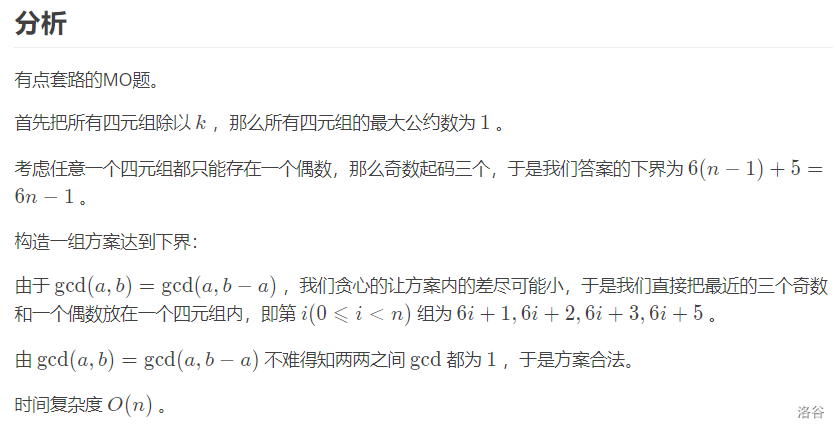 分析
有点套路的MO题。
首先把所有四元组除以 k ，那么所有四元组的最大公约数为 1 。
考虑任意一个四元组都只能存在一个偶数，那么奇数起码三个，于是我们答案的下界为 6(n − 1) + 5 =
6n − 1 。
构造一组方案达到下界：
由于 gcd(a, b) = gcd(a, b − a) ，我们贪心的让方案内的差尽可能小，于是我们直接把最近的三个奇数
和一个偶数放在一个四元组内，即第 i(0 ⩽ i < n) 组为 6i + 1, 6i + 2, 6i + 3, 6i + 5 。
由 gcd(a, b) = gcd(a, b − a) 不难得知两两之间 gcd 都为 1 ，于是方案合法。
时间复杂度 O(n) 。
洛谷